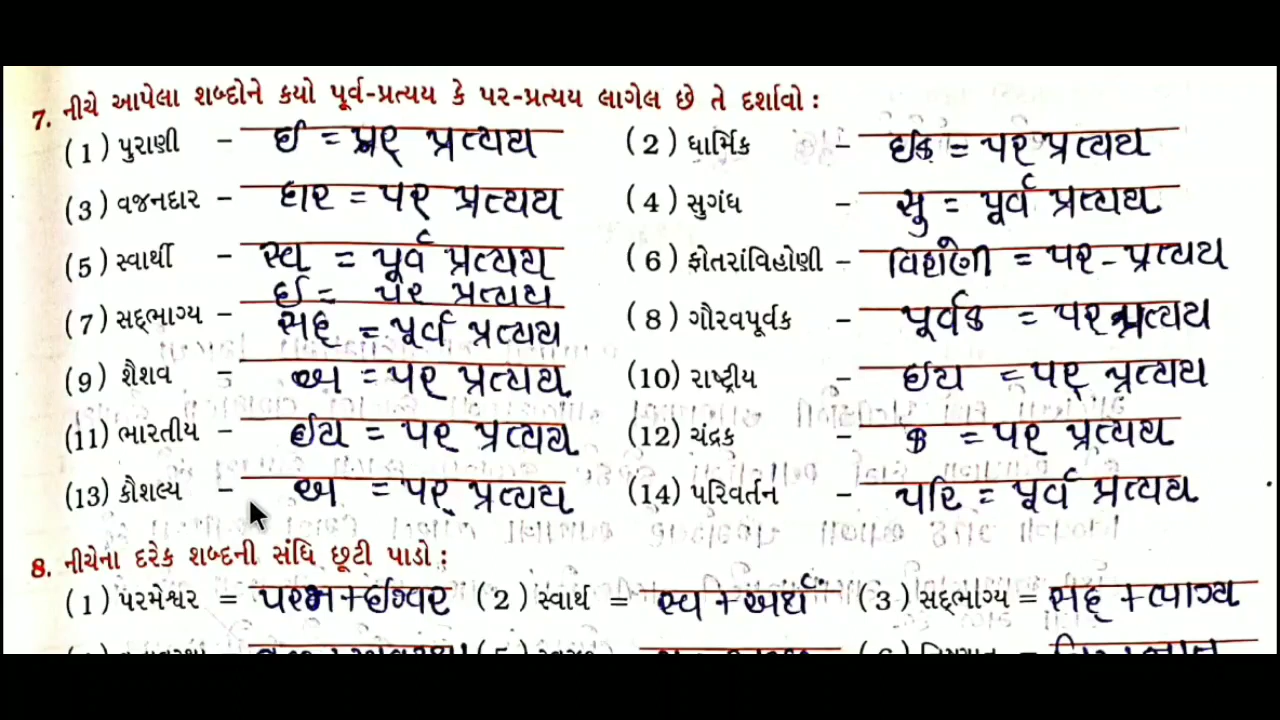 7. નીચે આપેલા શબ્દોને કયો પૂર્વ-પ્રત્યય કે પર-પ્રત્યય લાગેલ છે તે દર્શાવો :
(1) પુરાણી - ઈ = પર પ્રત્યય (2) ધાર્મિક - ઈક = પર પ્રત્યય
(3) વજનદાર - દાર = પર પ્રત્યય (4) સુગંધ - સુ = પૂર્વ પ્રત્યય
(5) સ્વાર્થી - સ્વ = પૂર્વ પ્રત્યય (6) ફોતરાંવિહોણી - વિહોણી = પર - પ્રત્યય
ઈ = પર પ્રત્યય
(7) સદ્ભાગ્ય - સદ્ = પૂર્વ પ્રત્યય (8) ગૌરવપૂર્વક - પૂર્વક = પર પ્રત્યય
(9) શૈશવ - અ = પર પ્રત્યય (10) રાષ્ટ્રીય - ઈય = પર પ્રત્યય
(11) ભારતીય - ઈય = પર પ્રત્યય (12) ચંદ્રક - ક = પર પ્રત્યય
(13) કૌશલ્ય - અ = પર પ્રત્યય (14) પરિવર્તન - પરિ = પૂર્વ પ્રત્યય
8. નીચેના દરેક શબ્દની સંધિ છૂટી પાડો :
(1) પરમેશ્વર = પરમ + ઈશ્વર (2) સ્વાર્થ = સ્વ + અર્થ (3) સદ્ભાગ્ય = સદ્ + ભાગ્ય